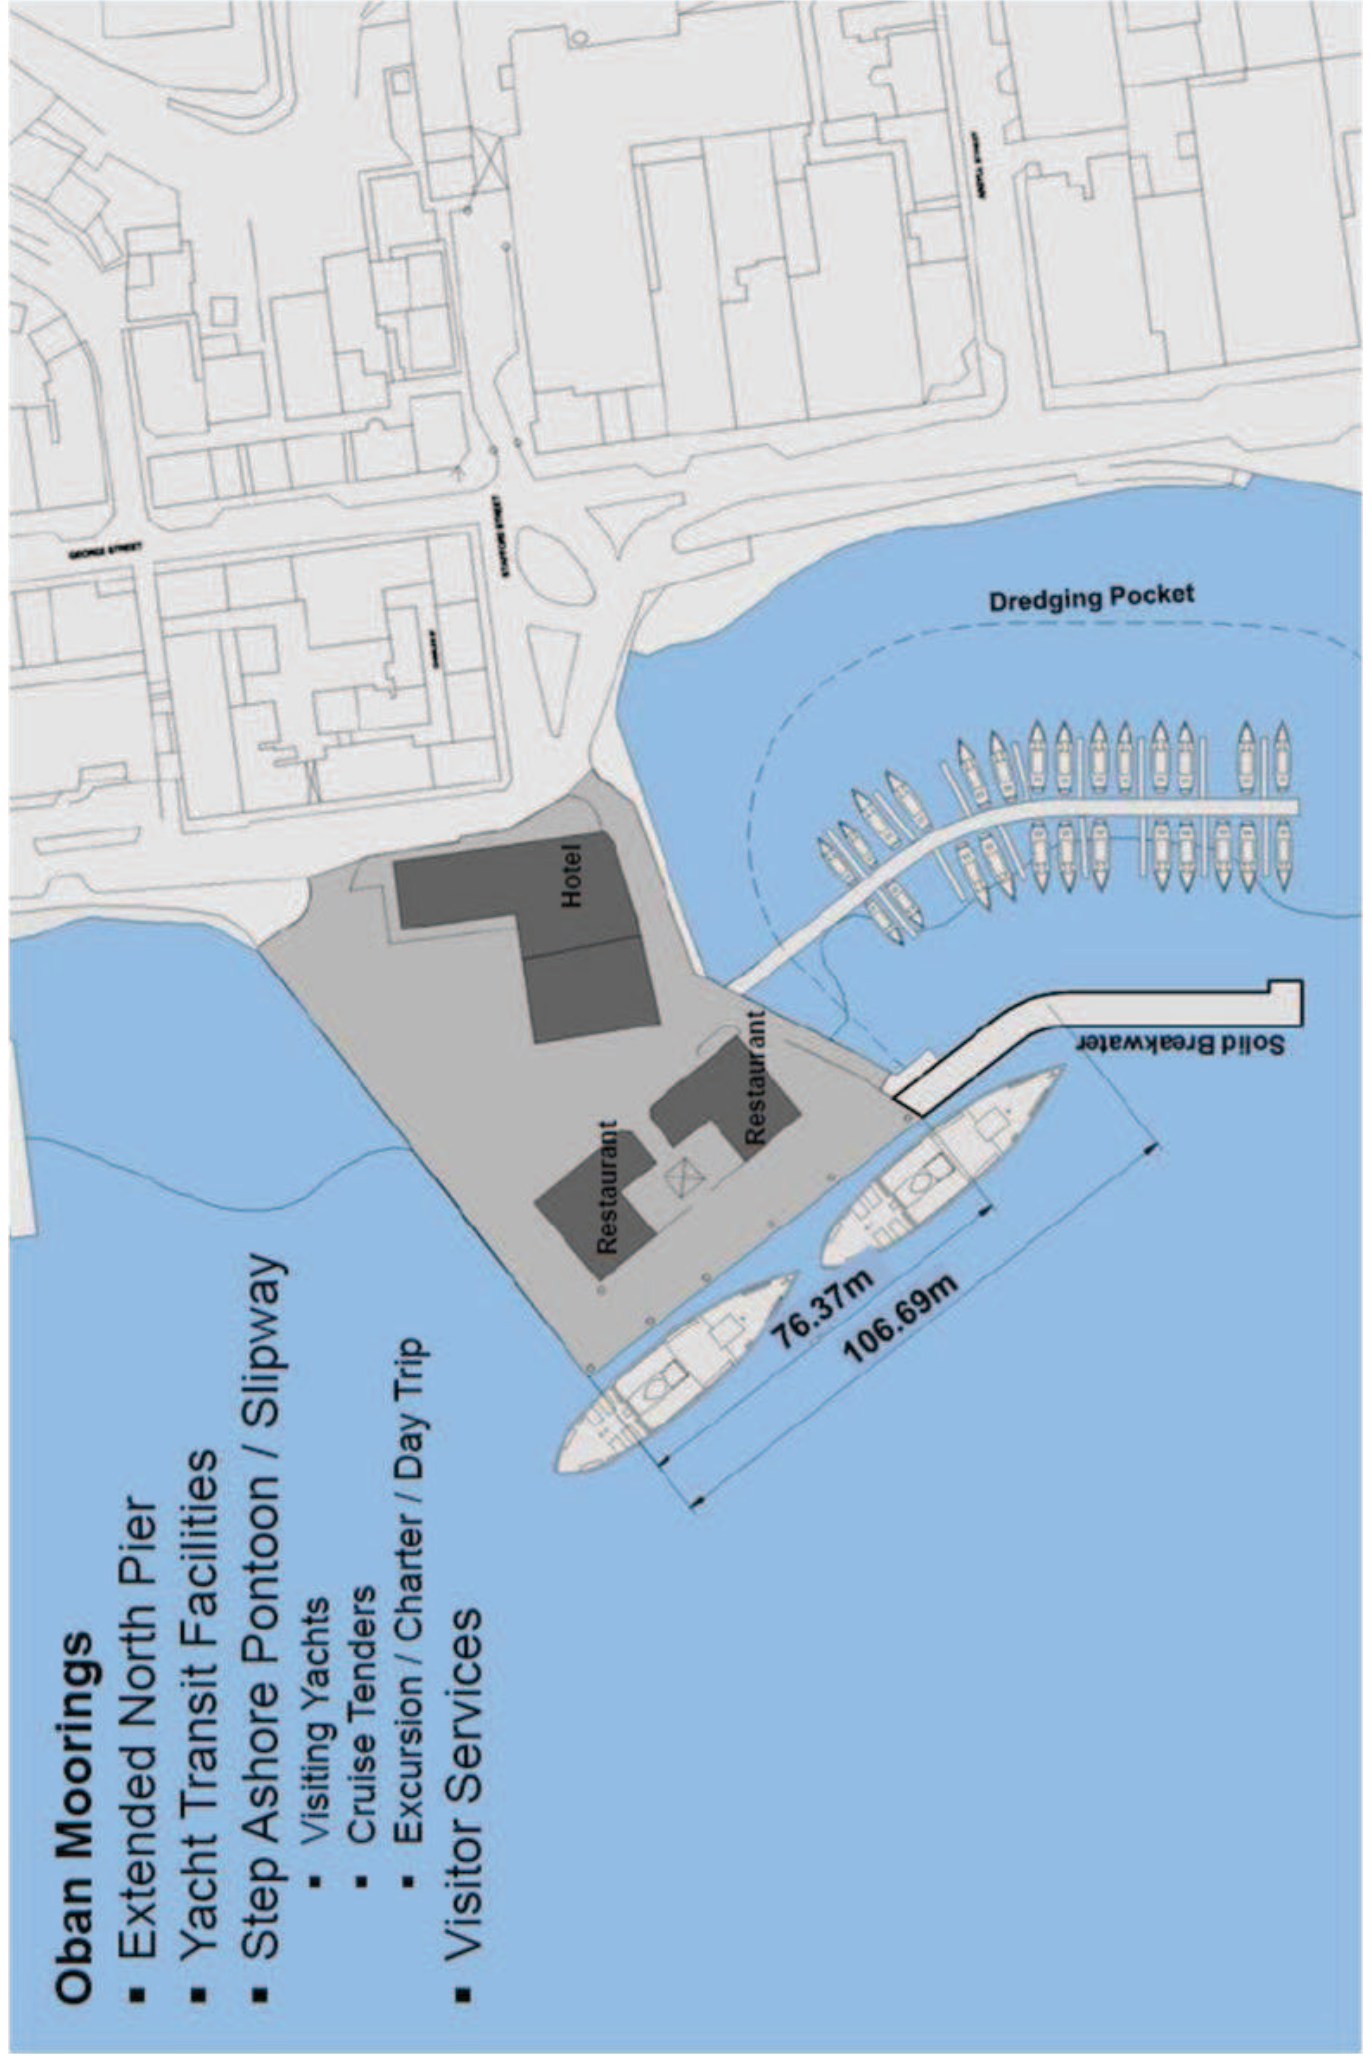 Oban Moorings
▪ Extended North Pier
▪ Yacht Transit Facilities
▪ Step Ashore Pontoon / Slipway
▪ Visiting Yachts
▪ Cruise Tenders
▪ Excursion / Charter / Day Trip
▪ Visitor Services
GEORGE STREET
STAFFORD STREET
Hotel
Restaurant
Restaurant
76.37m
106.69m
Dredging Pocket
Solid Breakwater